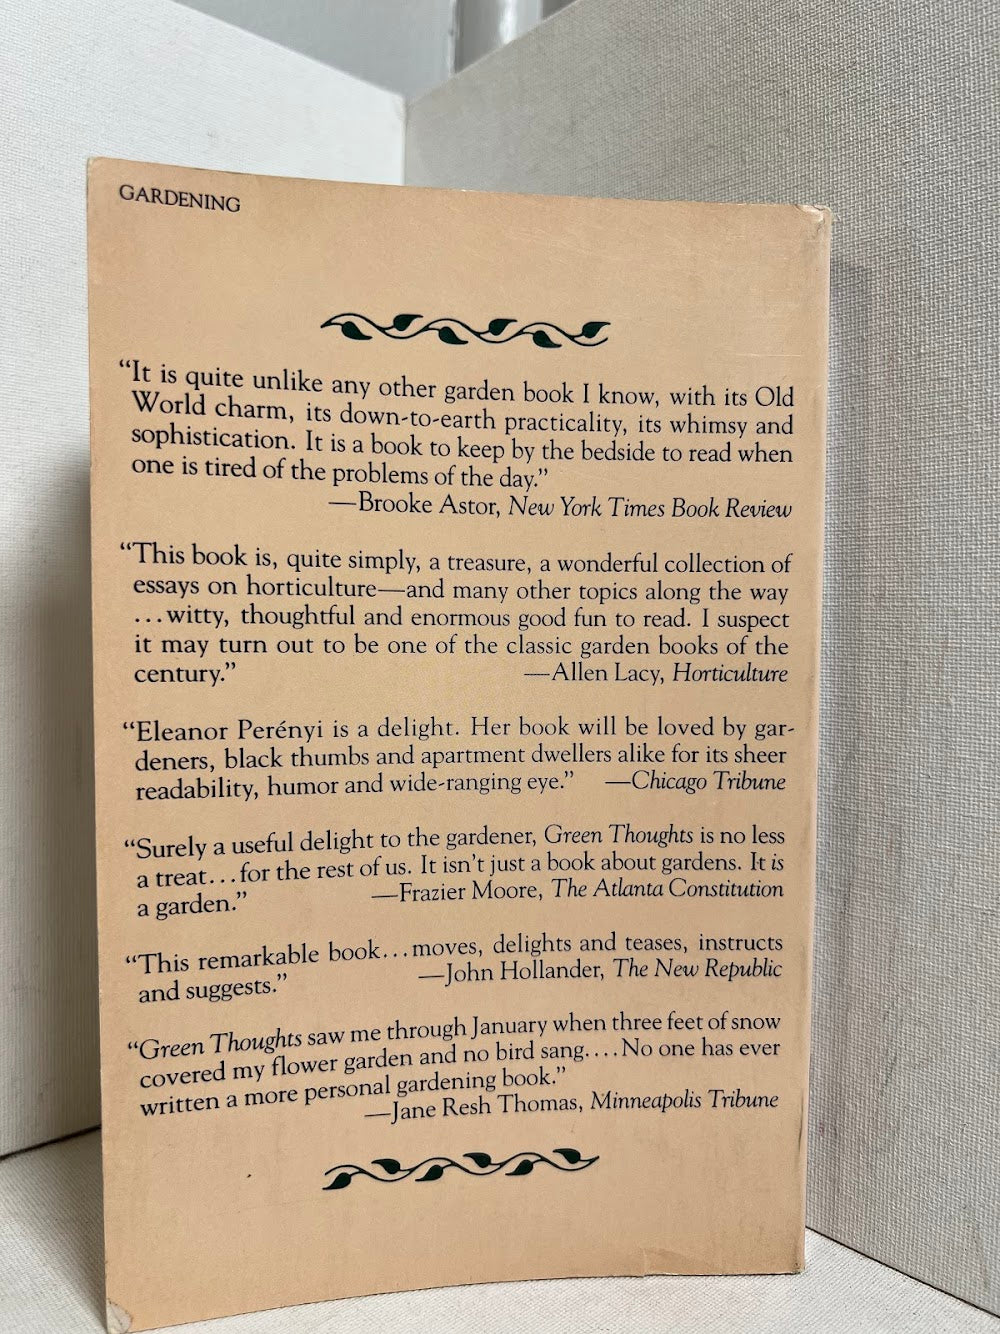 GARDENING
“It is quite unlike any other garden book I know, with its Old
World charm, its down-to-earth practicality, its whimsy and
sophistication. It is a book to keep by the bedside to read when
one is tired of the problems of the day.”
—Brooke Astor, New York Times Book Review
“This book is, quite simply, a treasure, a wonderful collection of
essays on horticulture—and many other topics along the way
...witty, thoughtful and enormous good fun to read. I suspect
it may turn out to be one of the classic garden books of the
century.” —Allen Lacy, Horticulture
“Eleanor Perényi is a delight. Her book will be loved by gar-
deners, black thumbs and apartment dwellers alike for its sheer
readability, humor and wide-ranging eye.” —Chicago Tribune
“Surely a useful delight to the gardener, Green Thoughts is no less
a treat...for the rest of us. It isn’t just a book about gardens. It is
a garden.” —Frazier Moore, The Atlanta Constitution
“This remarkable book...moves, delights and teases, instructs
and suggests.” —John Hollander, The New Republic
“Green Thoughts saw me through January when three feet of snow
covered my flower garden and no bird sang....No one has ever
written a more personal gardening book.”
—Jane Resh Thomas, Minneapolis Tribune